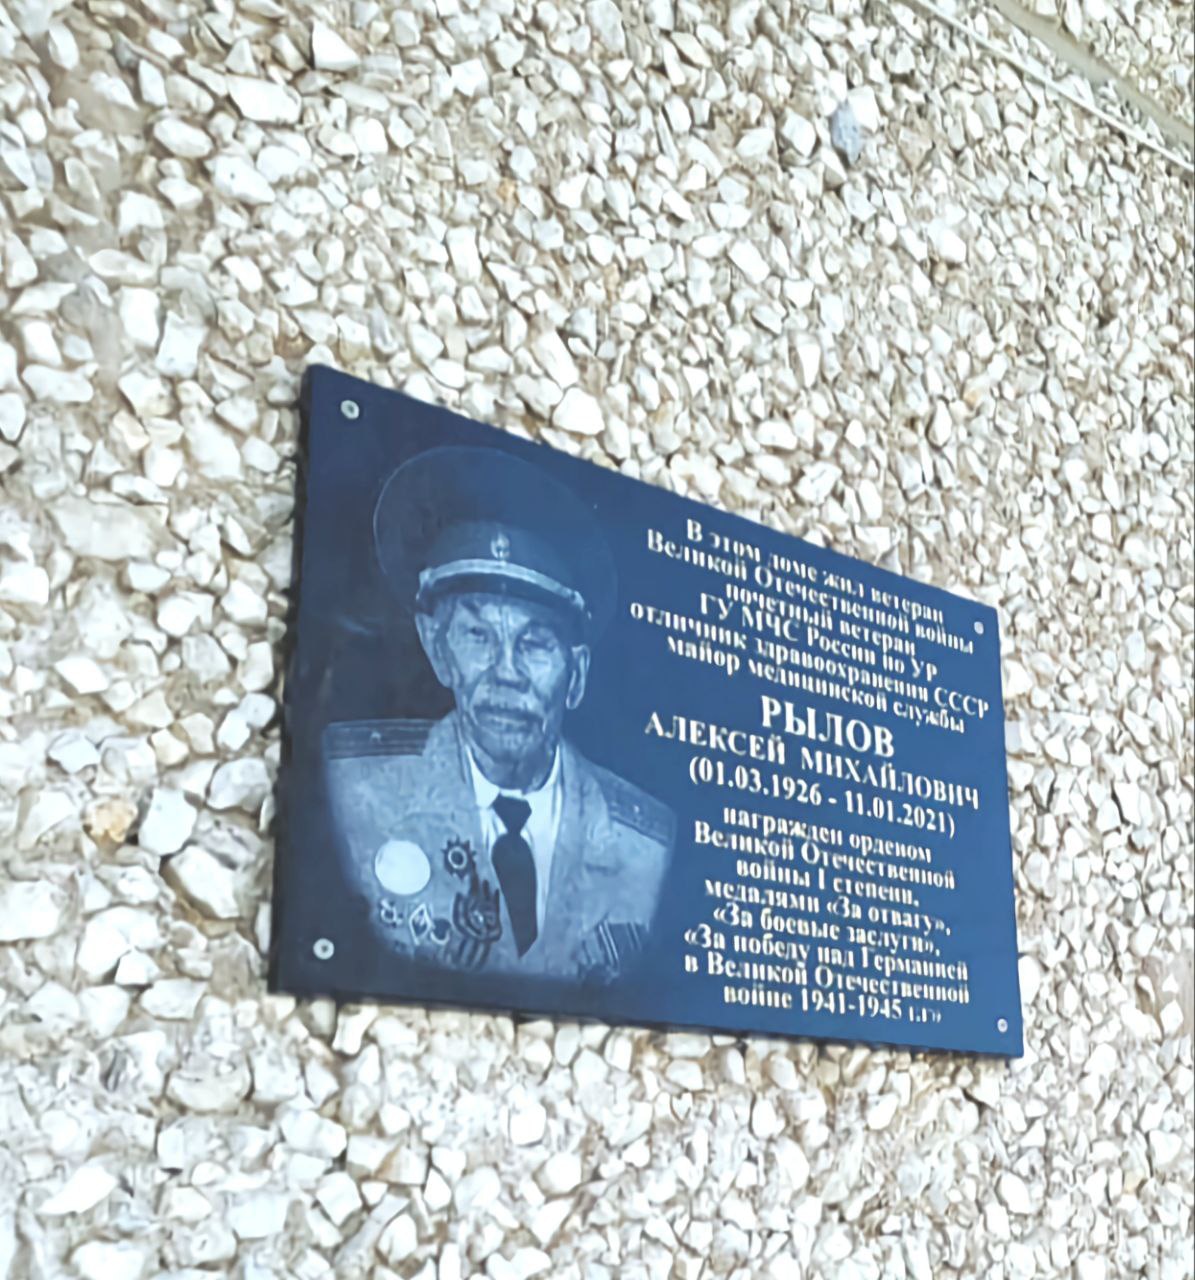 В этом доме жил ветеран
Великой Отечественной войны
почетный ветеран
ГУ МЧС России по УР
отличник здравоохранения СССР
майор медицинской службы
РЫЛОВ
АЛЕКСЕЙ МИХАЙЛОВИЧ
(01.03.1926 - 11.01.2021)
награжден орденом
Великой Отечественной
войны I степени,
медалями «За отвагу»,
«За боевые заслуги»,
«За победу над Германией
в Великой Отечественной
войне 1941-1945 г.г»